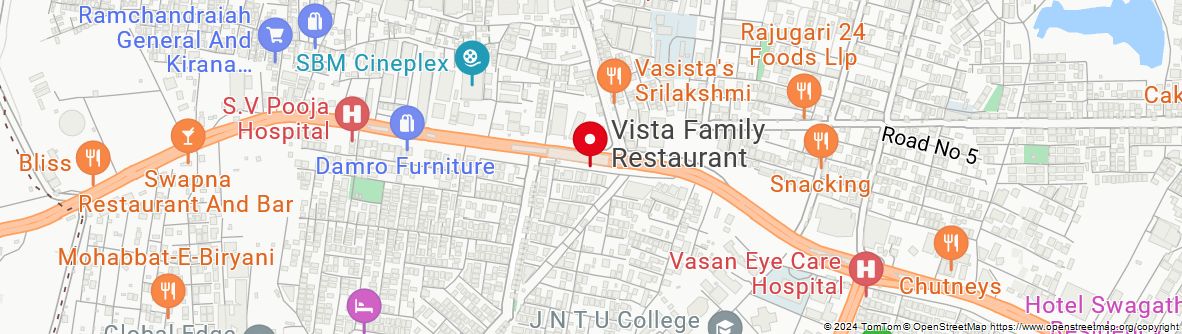 Ramchandraiah
General And
Kirana...
SBM Cineplex
Vasista's
Srilakshmi
Rajugari 24
Foods Llp
Cak
S.V Pooja
Hospital
Damro Furniture
Vista Family
Restaurant
Road No 5
Snacking
Bliss
Swapna
Restaurant And Bar
Mohabbat-E-Biryani
Vasan Eye Care
Hospital
Chutneys
Hotel Swagath
Global Edge
J N T U College
© 2024 TomTom © OpenStreetMap https://www.openstreetmap.org/copyright